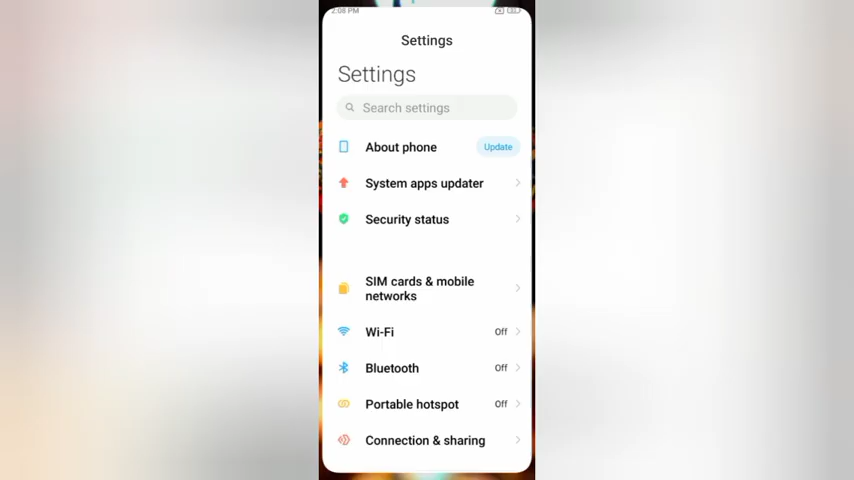 2:08 PM
Settings
Settings
Search settings
About phone
Update
System apps updater
Security status
SIM cards & mobile
networks
Wi-Fi
Off
Bluetooth
Off
Portable hotspot
Off
Connection & sharing